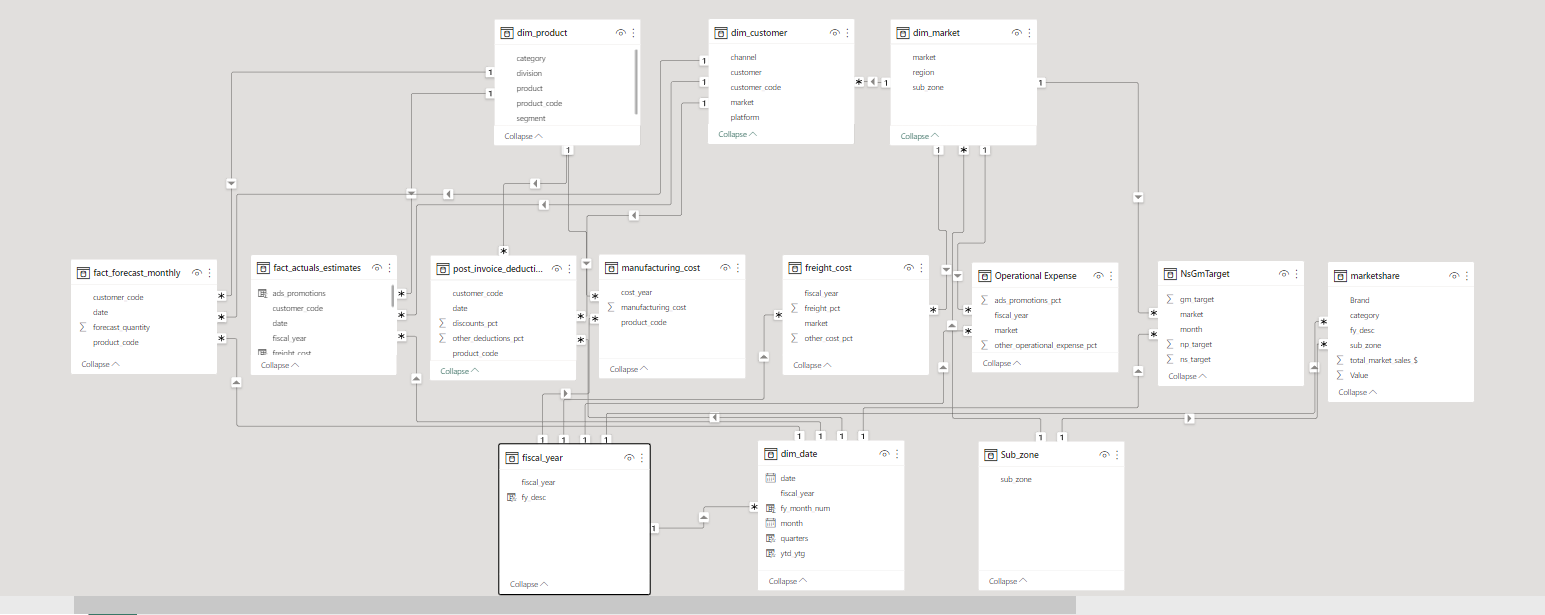 dim_product
category
division
product
product_code
segment
Collapse
dim_customer
channel
customer
customer_code
market
platform
Collapse
dim_market
market
region
sub_zone
Collapse
1
1
1
1
1
*
1
1
1
1
*
1
*
fact_forecast_monthly
customer_code
date
forecast_quantity
product_code
Collapse
*
*
*
fact_actuals_estimates
ads_promotions
customer_code
date
fiscal_year
freight_cost
Collapse
*
*
*
post_invoice_deducti...
customer_code
date
discounts_pct
other_deductions_pct
product_code
Collapse
*
*
manufacturing_cost
cost_year
manufacturing_cost
product_code
Collapse
*
*
freight_cost
fiscal_year
freight_pct
market
other_cost_pct
Collapse
*
*
Operational Expense
ads_promotions_pct
fiscal_year
market
other_operational_expense_pct
Collapse
*
*
NsGmTarget
gm_target
market
month
np_target
ns_target
Collapse
*
*
marketshare
Brand
category
fy_desc
sub_zone
total_market_sales_$
Value
Collapse
*
*
1
1
1
1
1
1
1
1
1
1
fiscal_year
fiscal_year
fy_desc
Collapse
1
*
dim_date
date
fiscal_year
fy_month_num
month
quarters
ytd_ytg
Collapse
Sub_zone
sub_zone
Collapse